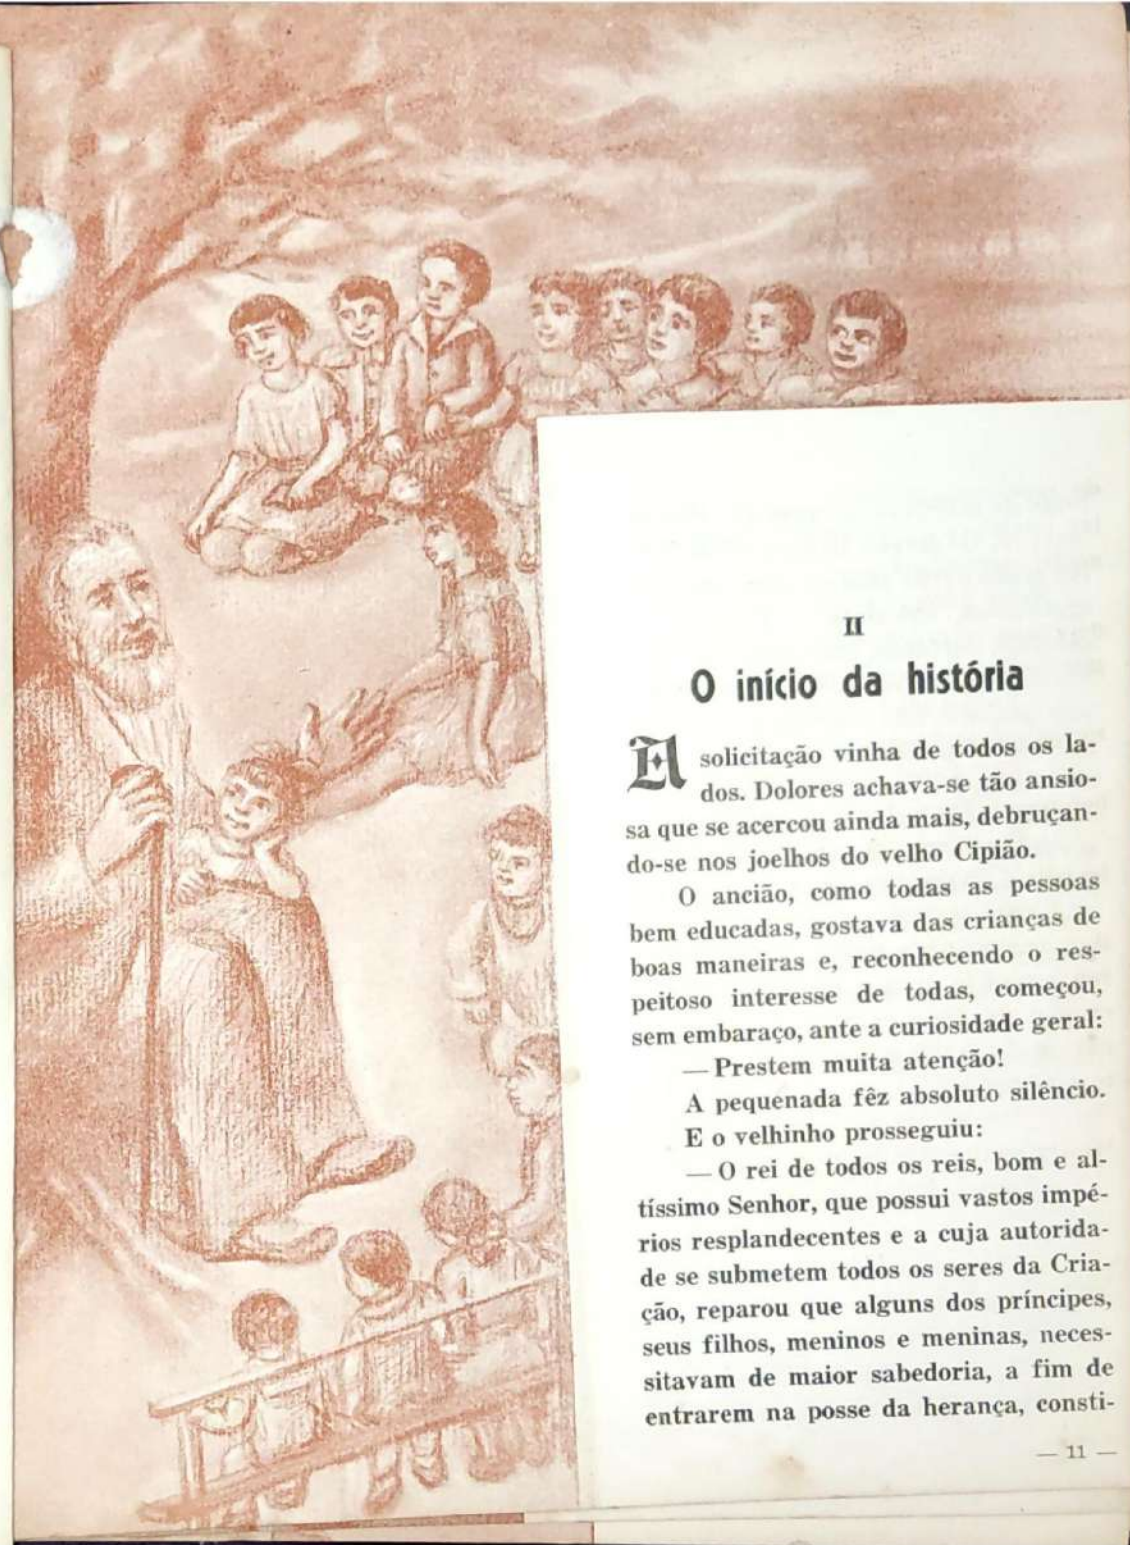 II
O início da história
A solicitação vinha de todos os la-
dos. Dolores achava-se tão ansio-
sa que se acercou ainda mais, debruçan-
do-se nos joelhos do velho Cipião.
O ancião, como todas as pessoas
bem educadas, gostava das crianças de
boas maneiras e, reconhecendo o res-
peitoso interesse de todas, começou,
sem embaraço, ante a curiosidade geral:
— Prestem muita atenção!
A pequenada fêz absoluto silêncio.
E o velhinho prosseguiu:
— O rei de todos os reis, bom e al-
tíssimo Senhor, que possui vastos impé-
rios resplandecentes e a cuja autorida-
de se submetem todos os seres da Cria-
ção, reparou que alguns dos príncipes,
seus filhos, meninos e meninas, neces-
sitavam de maior sabedoria, a fim de
entrarem na posse da herança, consti-
— 11 —